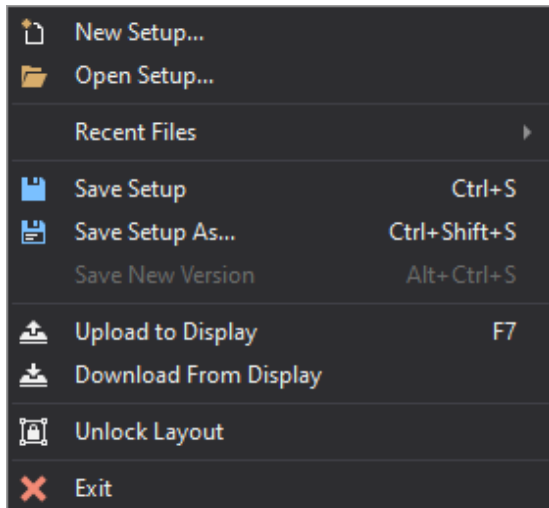 New Setup...
Open Setup...
Recent Files
Save Setup Ctrl+S
Save Setup As... Ctrl+Shift+S
Save New Version Alt+Ctrl+S
Upload to Display F7
Download From Display
Unlock Layout
Exit